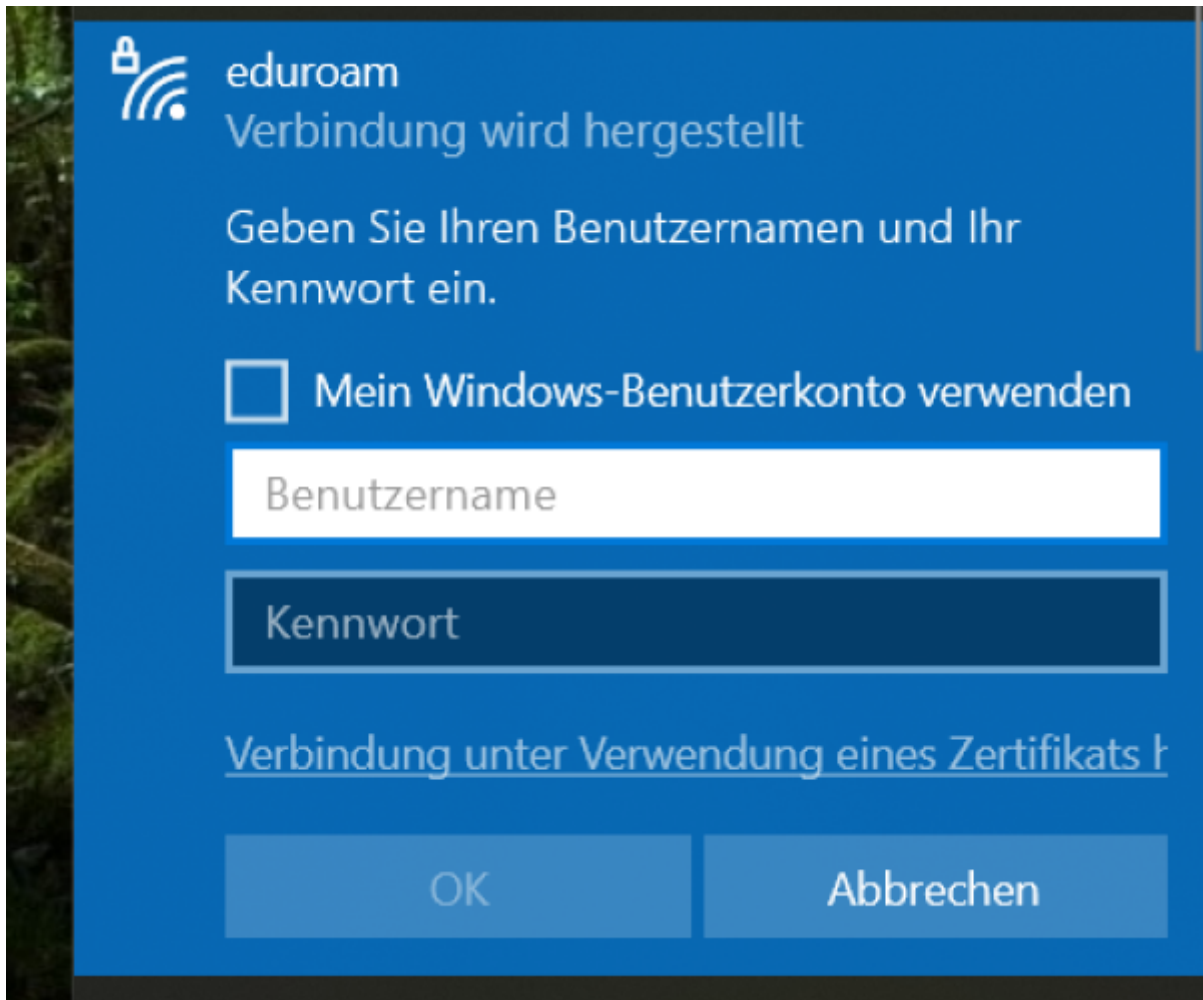 eduroam
Verbindung wird hergestellt
Geben Sie Ihren Benutzernamen und Ihr
Kennwort ein.
Mein Windows-Benutzerkonto verwenden
Benutzername
Kennwort
Verbindung unter Verwendung eines Zertifikats
OK
Abbrechen